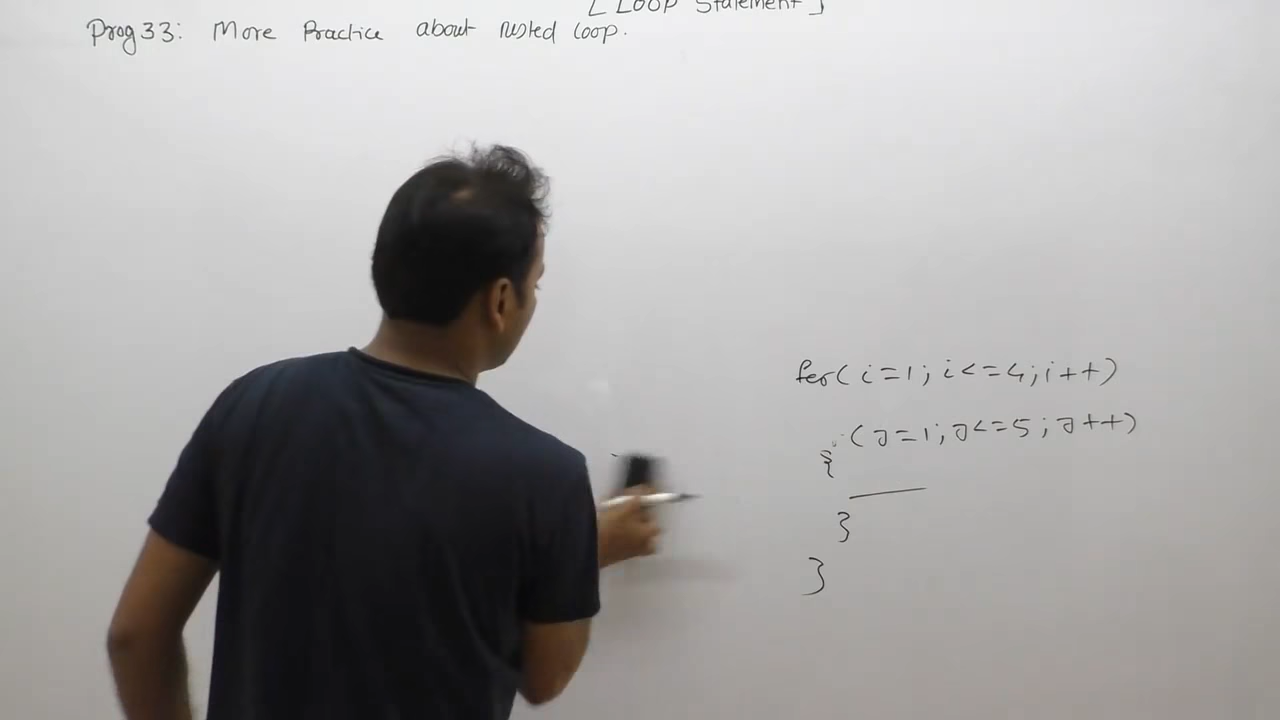 [ Loop Statement ]
Prog 33: More Practice about nested loop.
for( i=1; i<=4; i++)
(j=1; j<=5; j++)
{
}
}